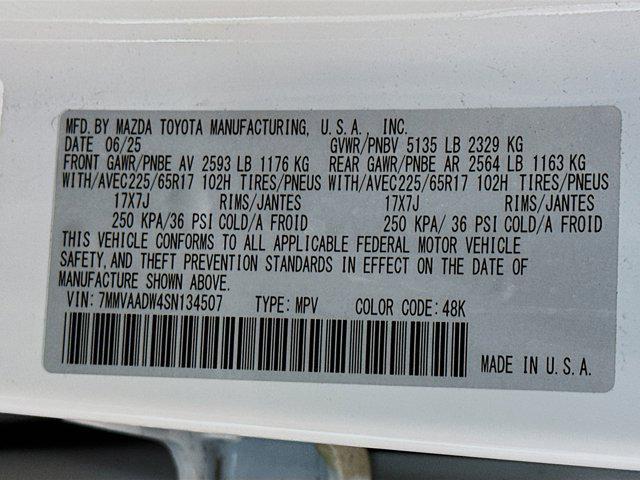 MFD. BY MAZDA TOYOTA MANUFACTURING, U.S.A., INC.
DATE 06/25 GVWR/PNBV 5135 LB 2329 KG
FRONT GAWR/PNBE AV 2593 LB 1176 KG REAR GAWR/PNBE AR 2564 LB 1163 KG
WITH/AVEC225/65R17 102H TIRES/PNEUS WITH/AVEC225/65R17 102H TIRES/PNEUS
17X7J RIMS/JANTES 17X7J RIMS/JANTES
250 KPA/36 PSI COLD/A FROID 250 KPA/ 36 PSI COLD/A FROID
THIS VEHICLE CONFORMS TO ALL APPLICABLE FEDERAL MOTOR VEHICLE
SAFETY, AND THEFT PREVENTION STANDARDS IN EFFECT ON THE DATE OF
MANUFACTURE SHOWN ABOVE.
VIN: 7MMVAADW4SN134507 TYPE: MPV COLOR CODE: 48K
MADE IN U.S.A.